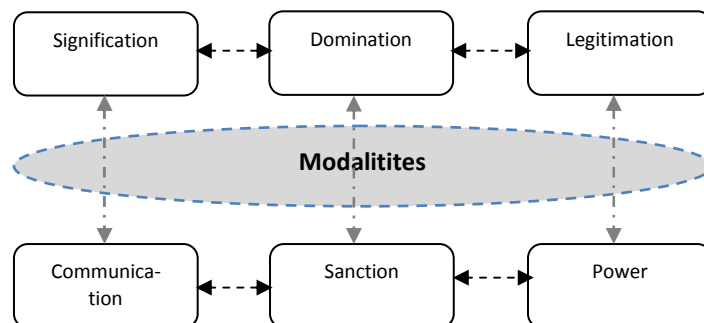 Signification
Domination
Legitimation
Modalitites
Communica-
tion
Sanction
Power